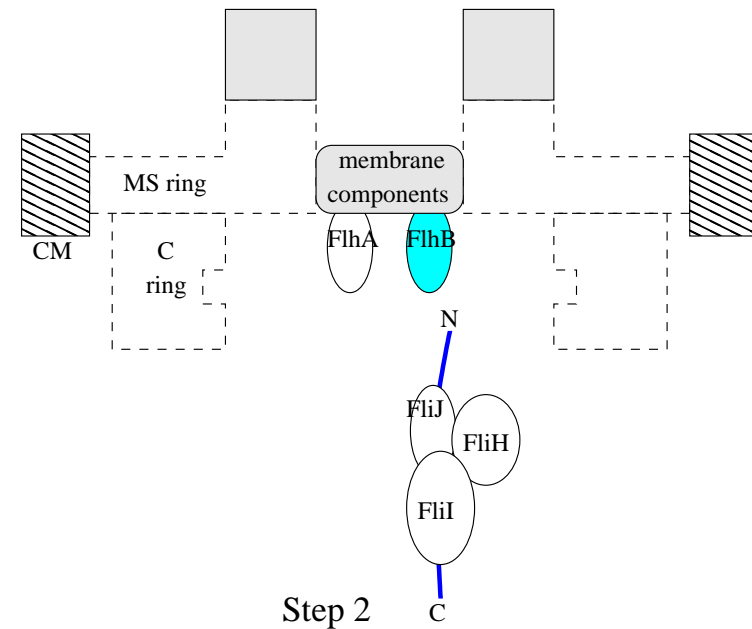 membrane
components
MS ring
FlhA
FlhB
CM
C
ring
N
FliJ
FliH
FliI
Step 2
C